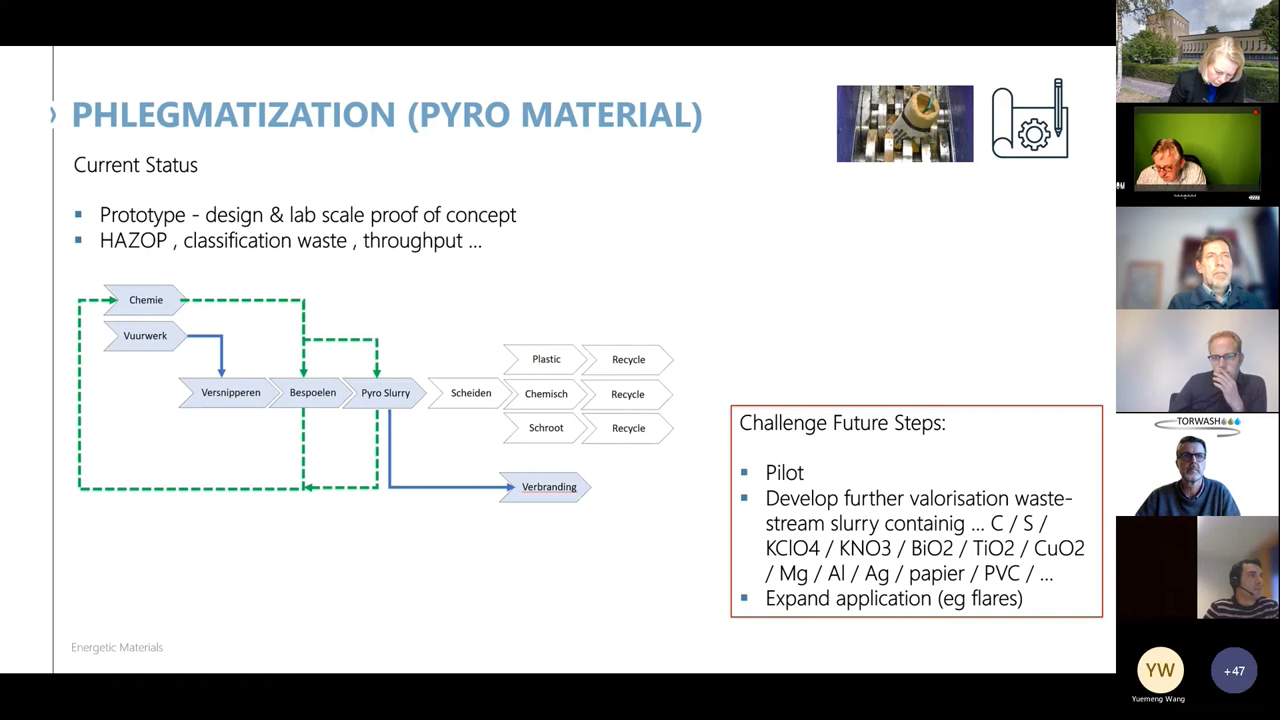 PHLEGMATIZATION (PYRO MATERIAL)
Current Status
Prototype - design & lab scale proof of concept
HAZOP , classification waste , throughput ...
Chemie
Vuurwerk
Versnipperen
Bespoelen
Pyro Slurry
Scheiden
Plastic
Recycle
Chemisch
Recycle
Schroot
Recycle
Verbranding
Challenge Future Steps:
Pilot
Develop further valorisation waste-
stream slurry containig ... C / S /
KClO4 / KNO3 / BiO2 / TiO2 / CuO2
/ Mg / Al / Ag / papier / PVC / ...
Expand application (eg flares)
Energetic Materials
TORWASH
YW
Yuemeng Wang
+47